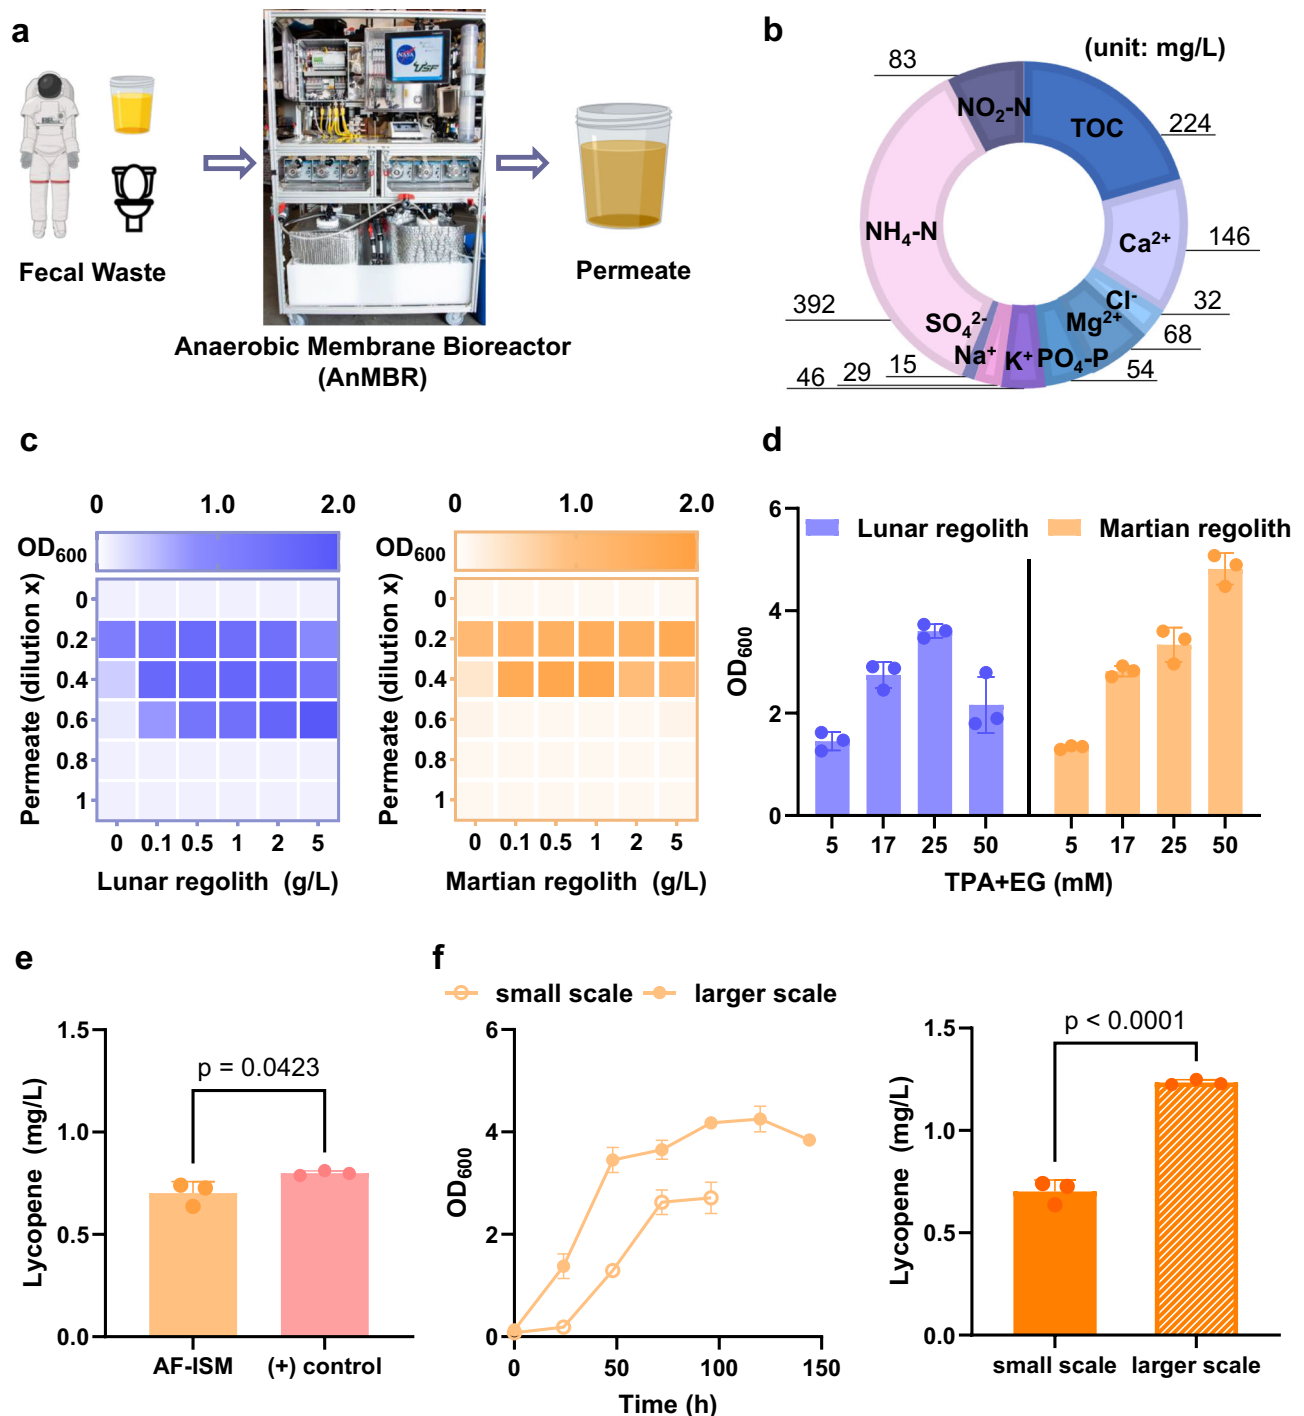 a
NASA
USF
Fecal Waste
Anaerobic Membrane Bioreactor
(AnMBR)
Permeate
b
(unit: mg/L)
83
NO₂-N
TOC
224
NH₄-N
Ca²⁺
146
392
Cl⁻
32
SO₄²⁻
Mg²⁺
68
Na⁺
K⁺
PO₄-P
54
15
29
46
c
0 1.0 2.0
OD₆₀₀
Permeate (dilution x)
0
0.2
0.4
0.6
0.8
1
0 0.1 0.5 1 2 5
Lunar regolith (g/L)
0 1.0 2.0
OD₆₀₀
Permeate (dilution x)
0
0.2
0.4
0.6
0.8
1
0 0.1 0.5 1 2 5
Martian regolith (g/L)
d
Lunar regolith
Martian regolith
OD₆₀₀
6
4
2
0
5 17 25 50 5 17 25 50
TPA+EG (mM)
e
Lycopene (mg/L)
1.5
1.0
0.5
0.0
p = 0.0423
AF-ISM (+) control
f
small scale
larger scale
OD₆₀₀
6
4
2
0
0 50 100 150
Time (h)
Lycopene (mg/L)
1.5
1.0
0.5
0.0
p < 0.0001
small scale larger scale